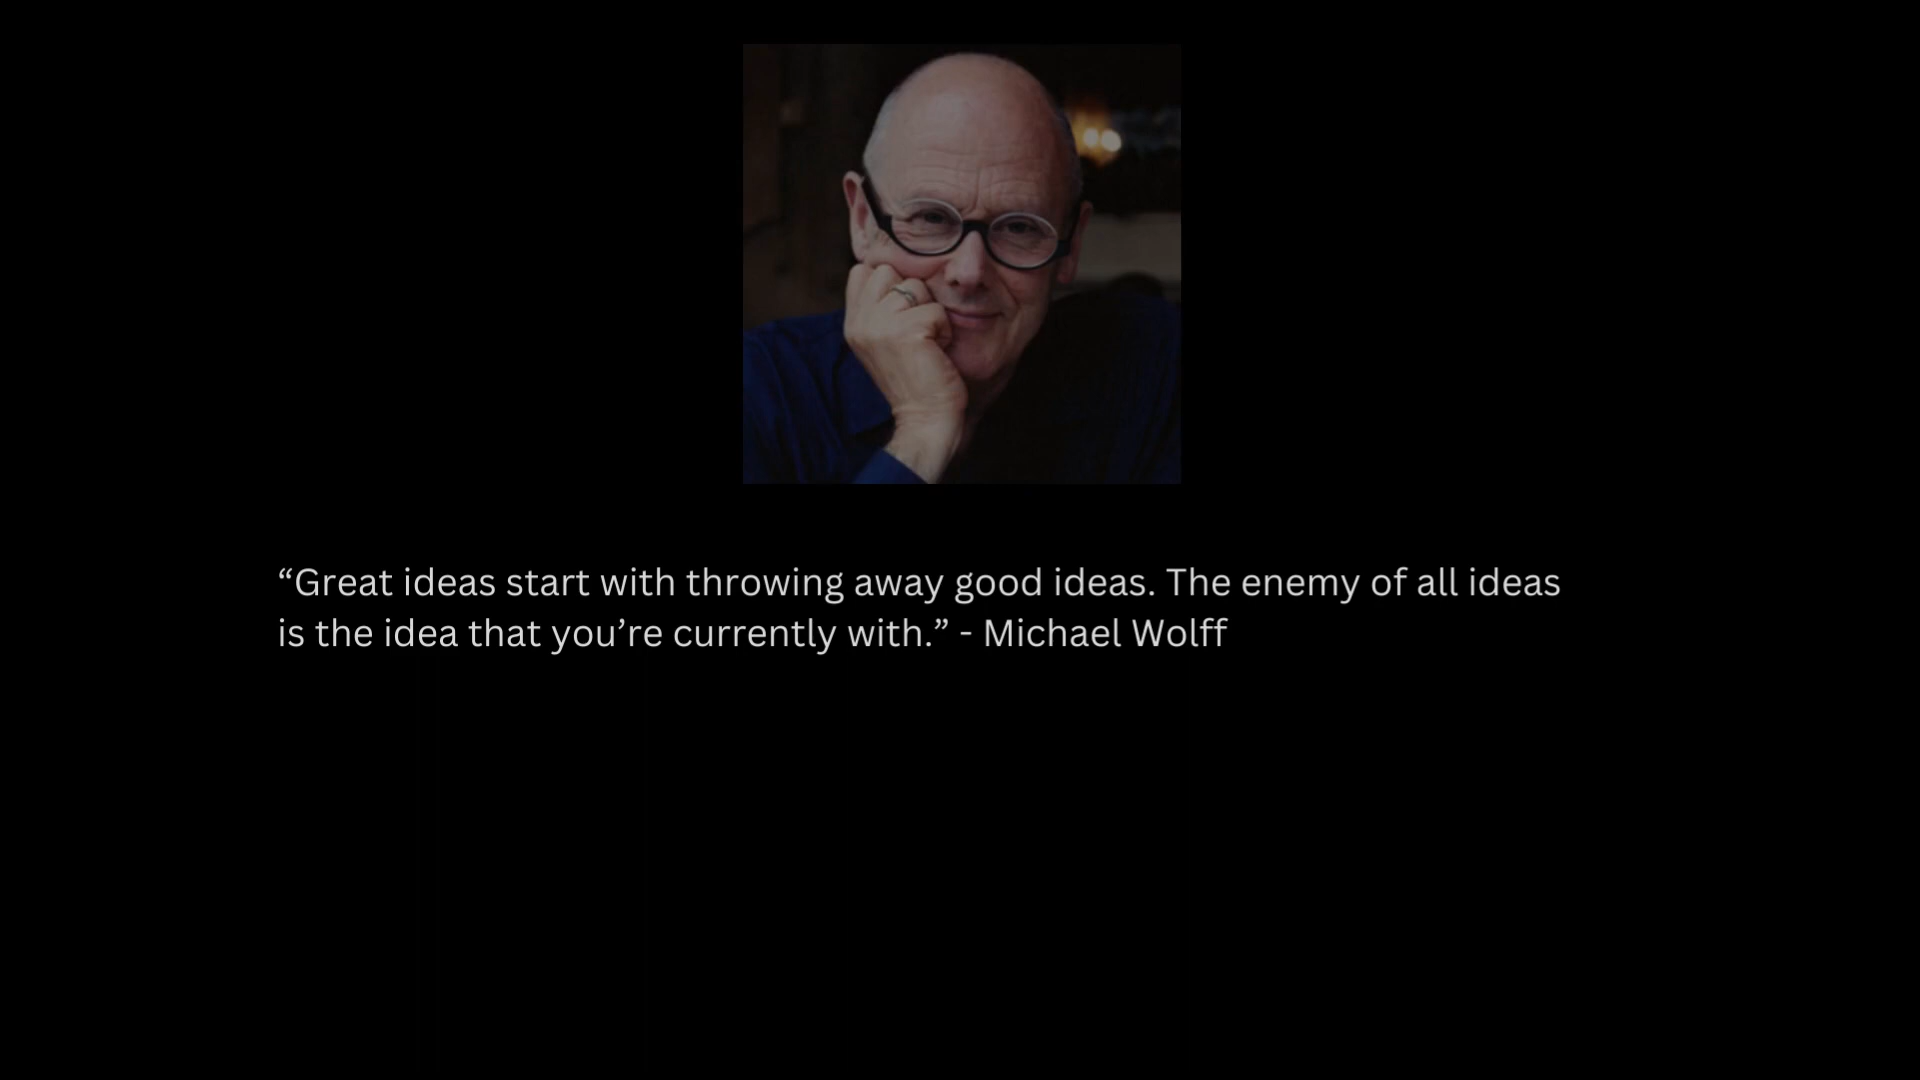 “Great ideas start with throwing away good ideas. The enemy of all ideas
is the idea that you’re currently with.” - Michael Wolff